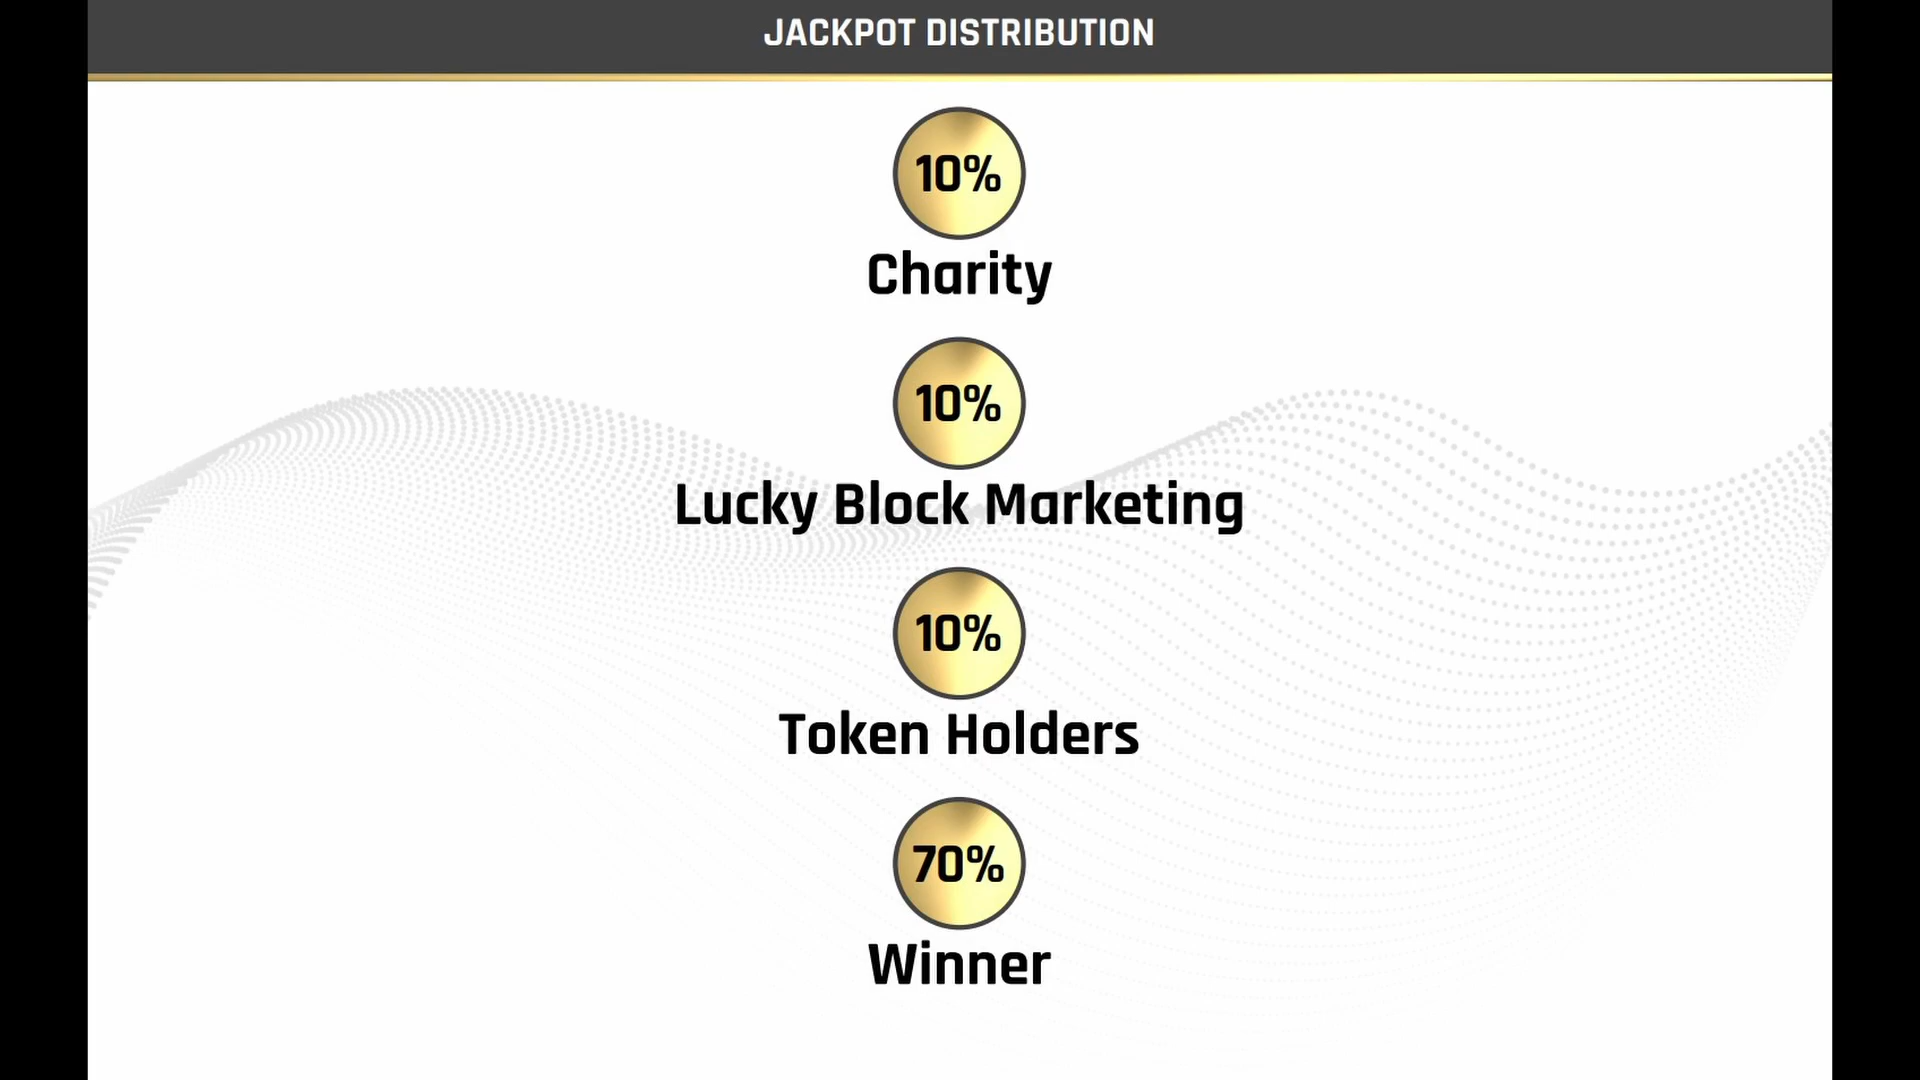 JACKPOT DISTRIBUTION
10%
Charity
10%
Lucky Block Marketing
10%
Token Holders
70%
Winner